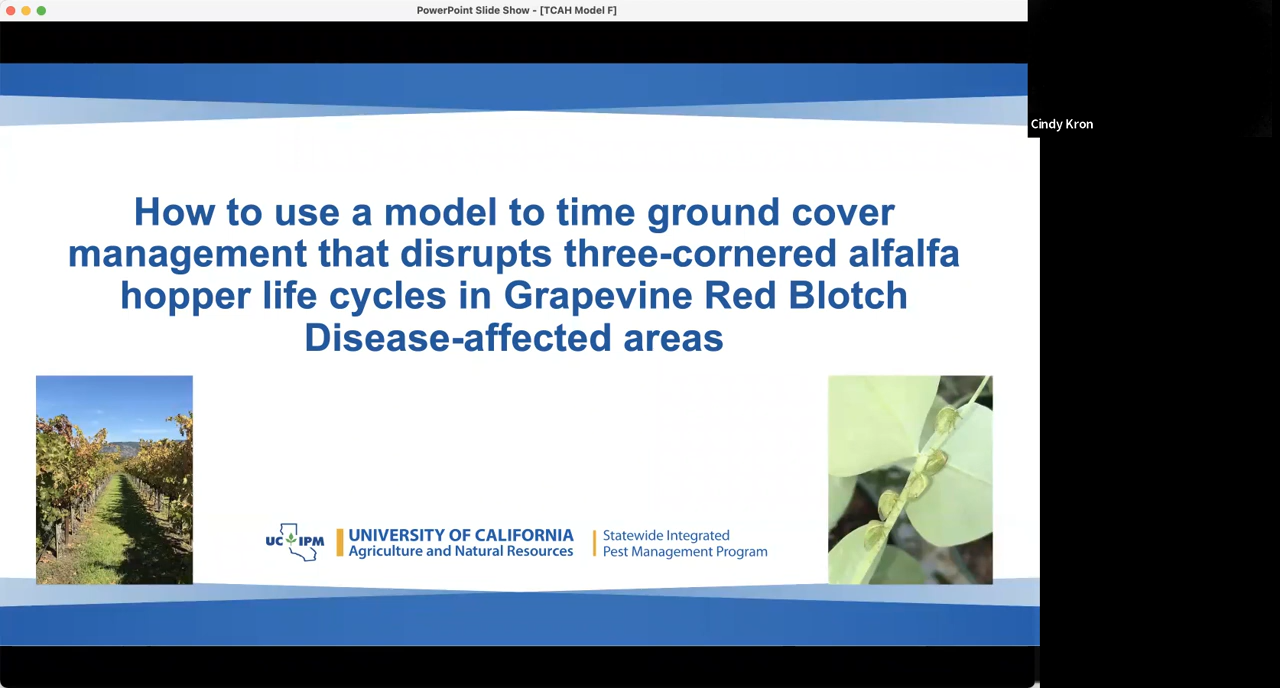 PowerPoint Slide Show - [TCAH Model F]
Cindy Kron
How to use a model to time ground cover
management that disrupts three-cornered alfalfa
hopper life cycles in Grapevine Red Blotch
Disease-affected areas
UC IPM
UNIVERSITY OF CALIFORNIA
Agriculture and Natural Resources
Statewide Integrated
Pest Management Program